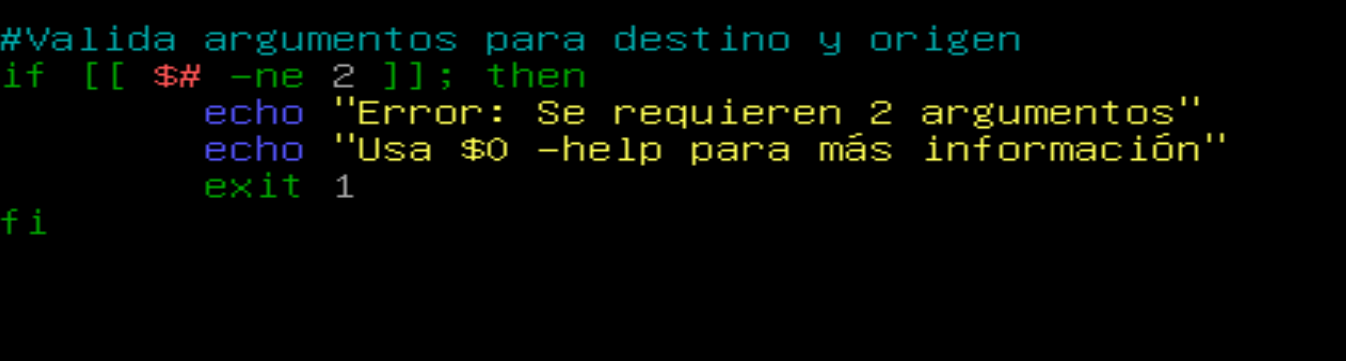 #Valida argumentos para destino y origen
if [[ $# -ne 2 ]]; then
echo "Error: Se requieren 2 argumentos"
echo "Usa $0 -help para más información"
exit 1
fi